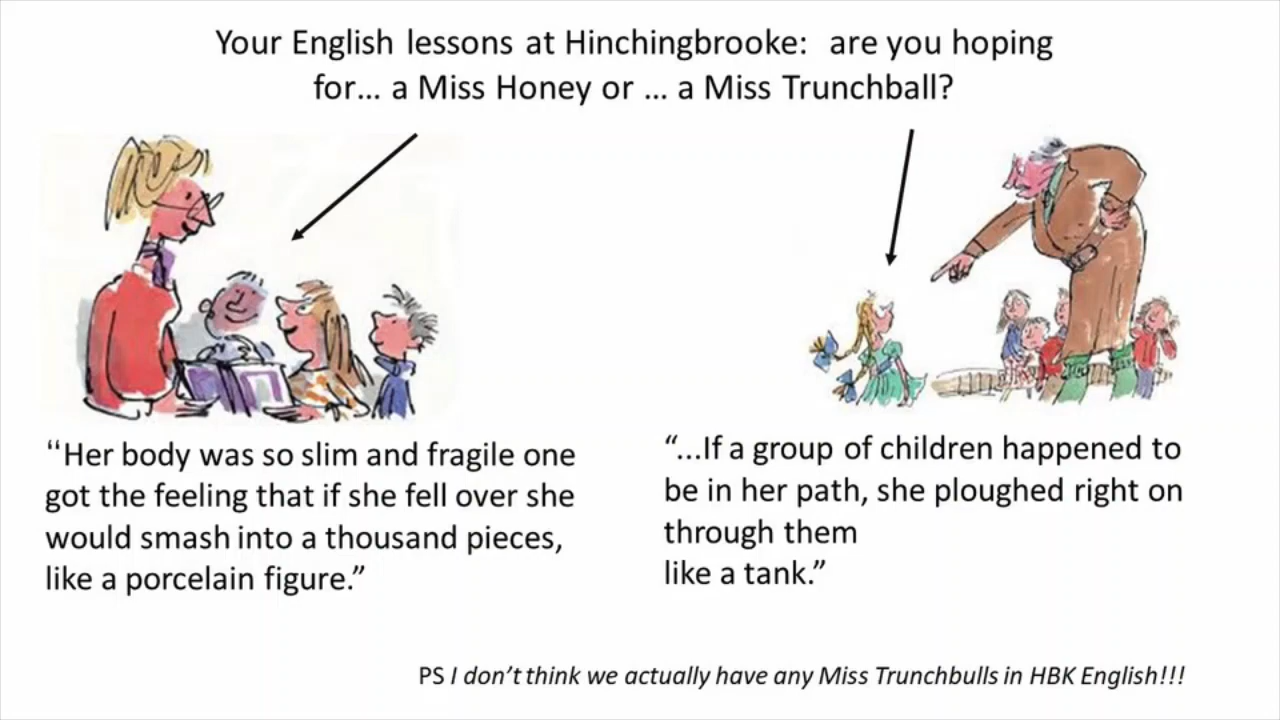 Your English lessons at Hinchingbrooke:  are you hoping
for… a Miss Honey or … a Miss Trunchball?
“Her body was so slim and fragile one
got the feeling that if she fell over she
would smash into a thousand pieces,
like a porcelain figure.”
“…If a group of children happened to
be in her path, she ploughed right on
through them
like a tank.”
PS I don’t think we actually have any Miss Trunchbulls in HBK English!!!